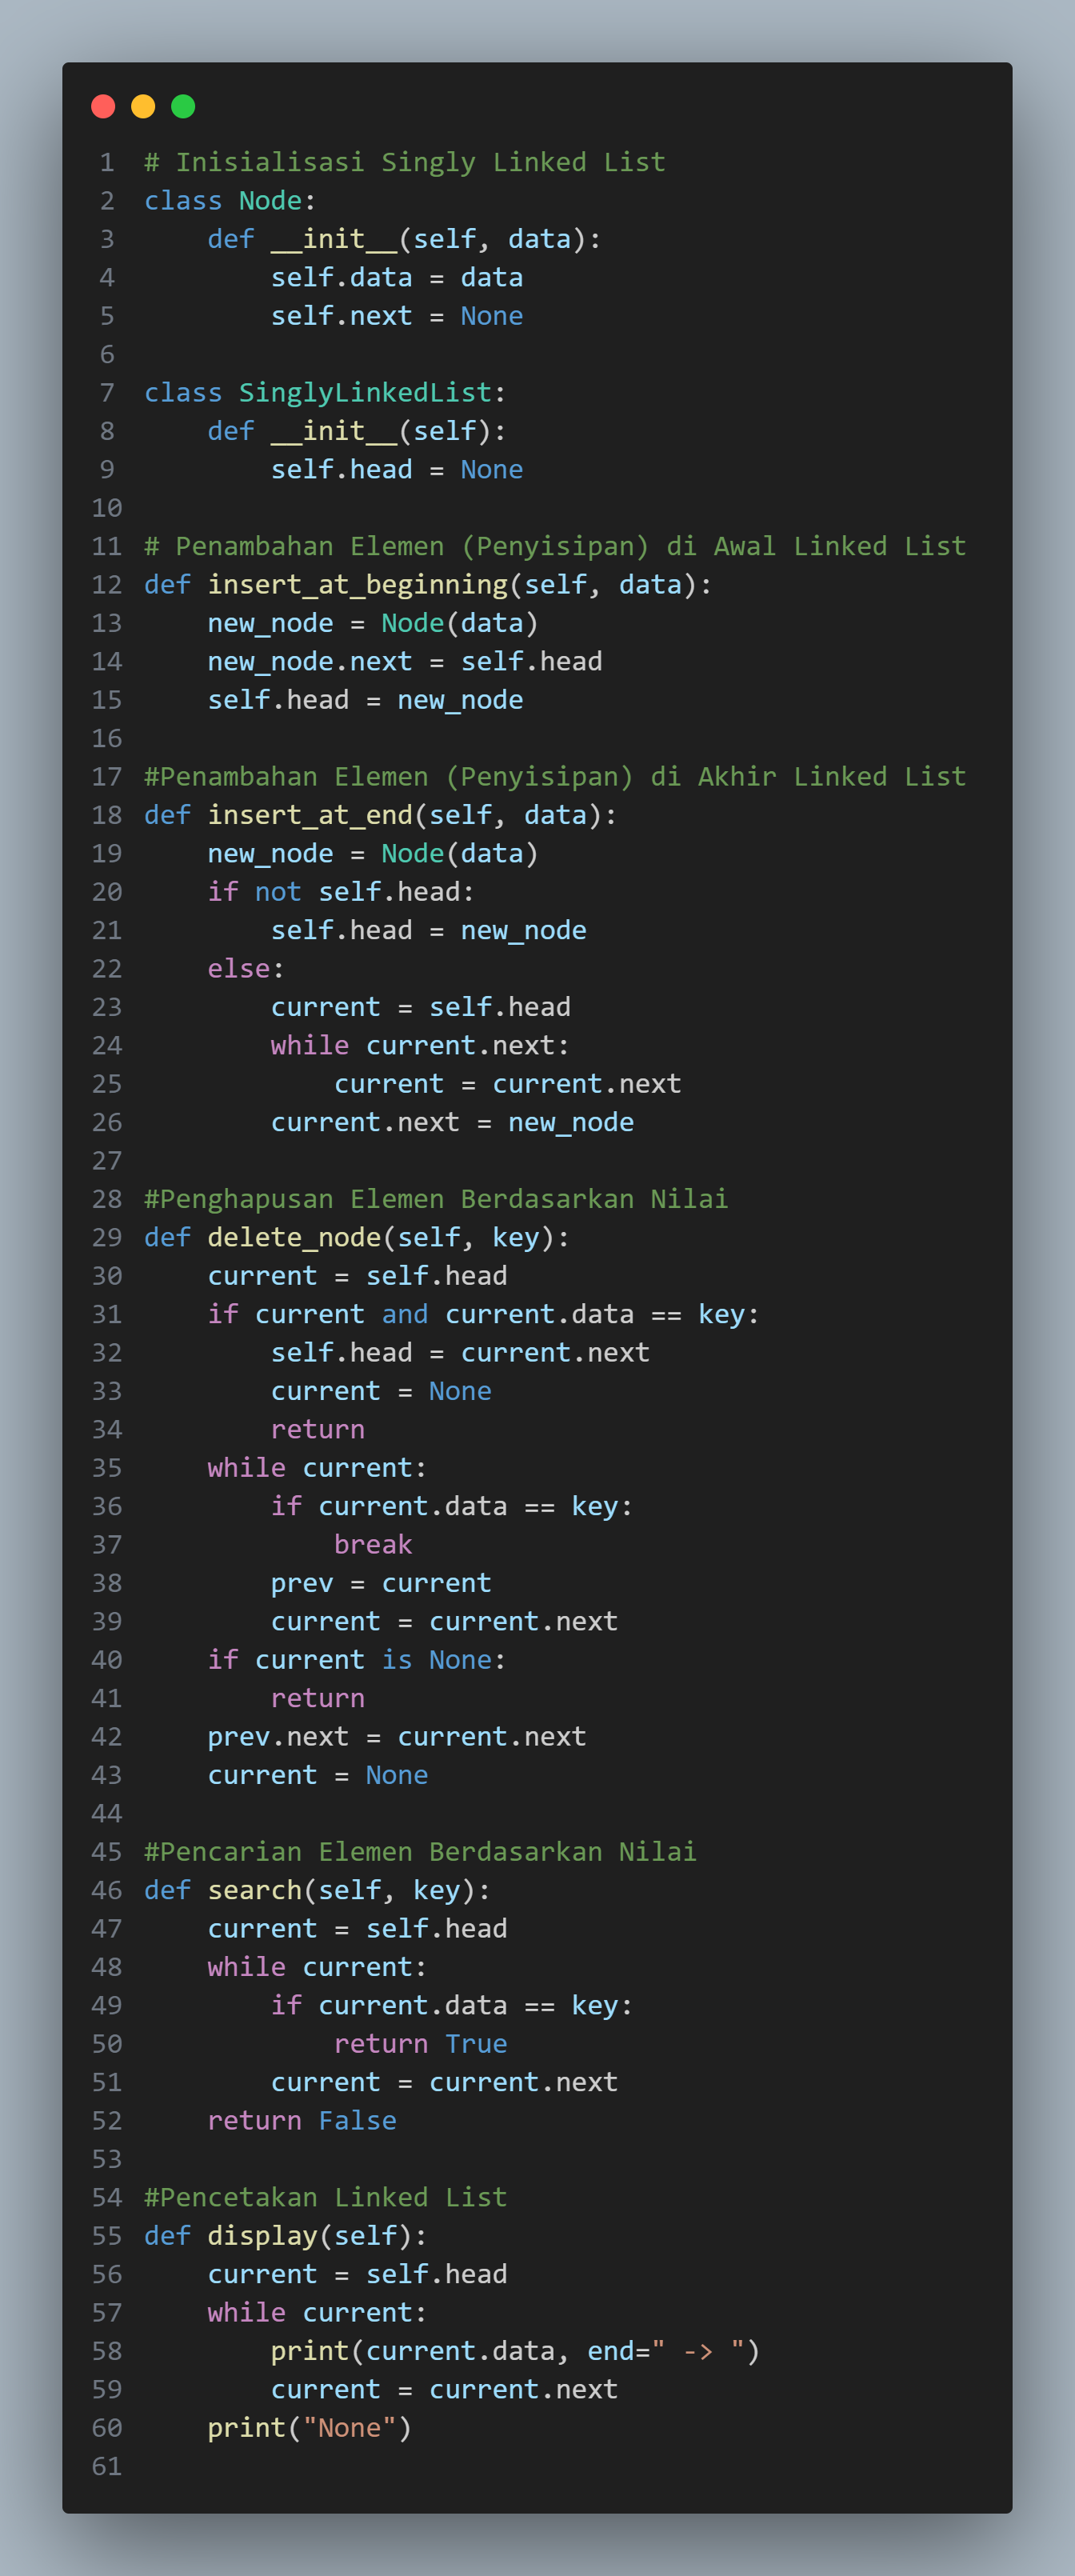 1 # Inisialisasi Singly Linked List
2 class Node:
3     def __init__(self, data):
4         self.data = data
5         self.next = None
6
7 class SinglyLinkedList:
8     def __init__(self):
9         self.head = None
10
11 # Penambahan Elemen (Penyisipan) di Awal Linked List
12 def insert_at_beginning(self, data):
13     new_node = Node(data)
14     new_node.next = self.head
15     self.head = new_node
16
17 #Penambahan Elemen (Penyisipan) di Akhir Linked List
18 def insert_at_end(self, data):
19     new_node = Node(data)
20     if not self.head:
21         self.head = new_node
22     else:
23         current = self.head
24         while current.next:
25             current = current.next
26         current.next = new_node
27
28 #Penghapusan Elemen Berdasarkan Nilai
29 def delete_node(self, key):
30     current = self.head
31     if current and current.data == key:
32         self.head = current.next
33         current = None
34         return
35     while current:
36         if current.data == key:
37             break
38         prev = current
39         current = current.next
40     if current is None:
41         return
42     prev.next = current.next
43     current = None
44
45 #Pencarian Elemen Berdasarkan Nilai
46 def search(self, key):
47     current = self.head
48     while current:
49         if current.data == key:
50             return True
51         current = current.next
52     return False
53
54 #Pencetakan Linked List
55 def display(self):
56     current = self.head
57     while current:
58         print(current.data, end=" -> ")
59         current = current.next
60     print("None")
61